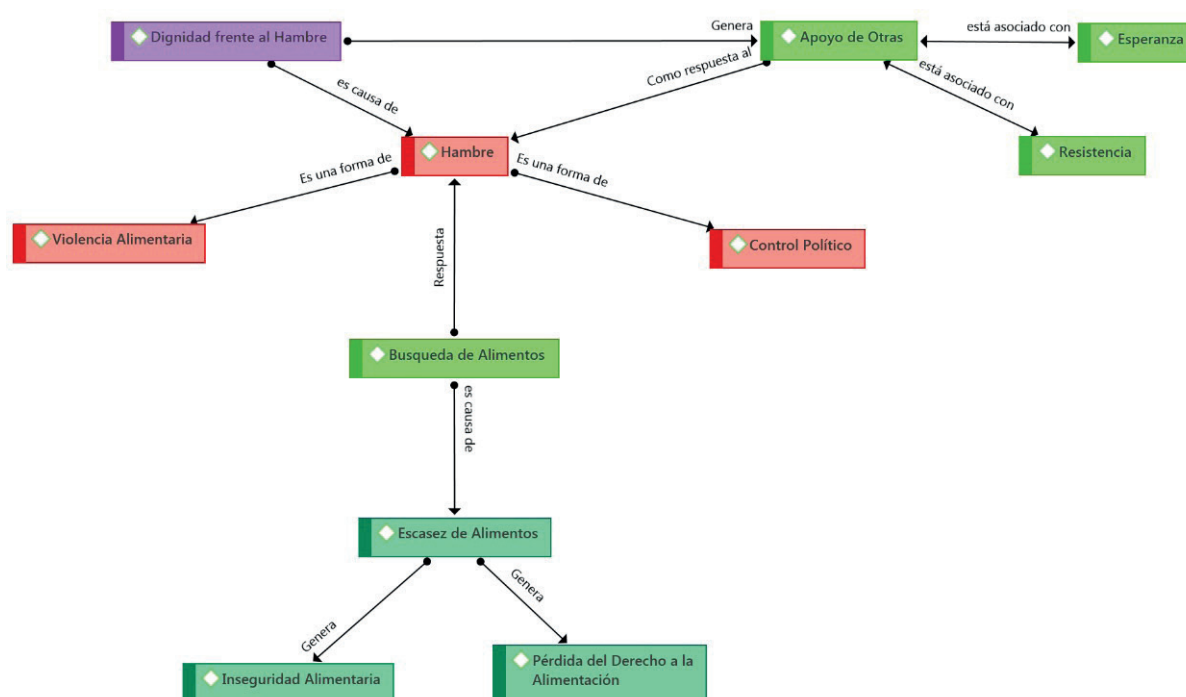 Dignidad frente al Hambre
Genera
Apoyo de Otras
está asociado con
Esperanza
es causa de
Como respuesta al
está asociado con
Resistencia
Hambre
Es una forma de
Es una forma de
Violencia Alimentaria
Control Político
Respuesta
Busqueda de Alimentos
es causa de
Escasez de Alimentos
Genera
Genera
Inseguridad Alimentaria
Pérdida del Derecho a la
Alimentación